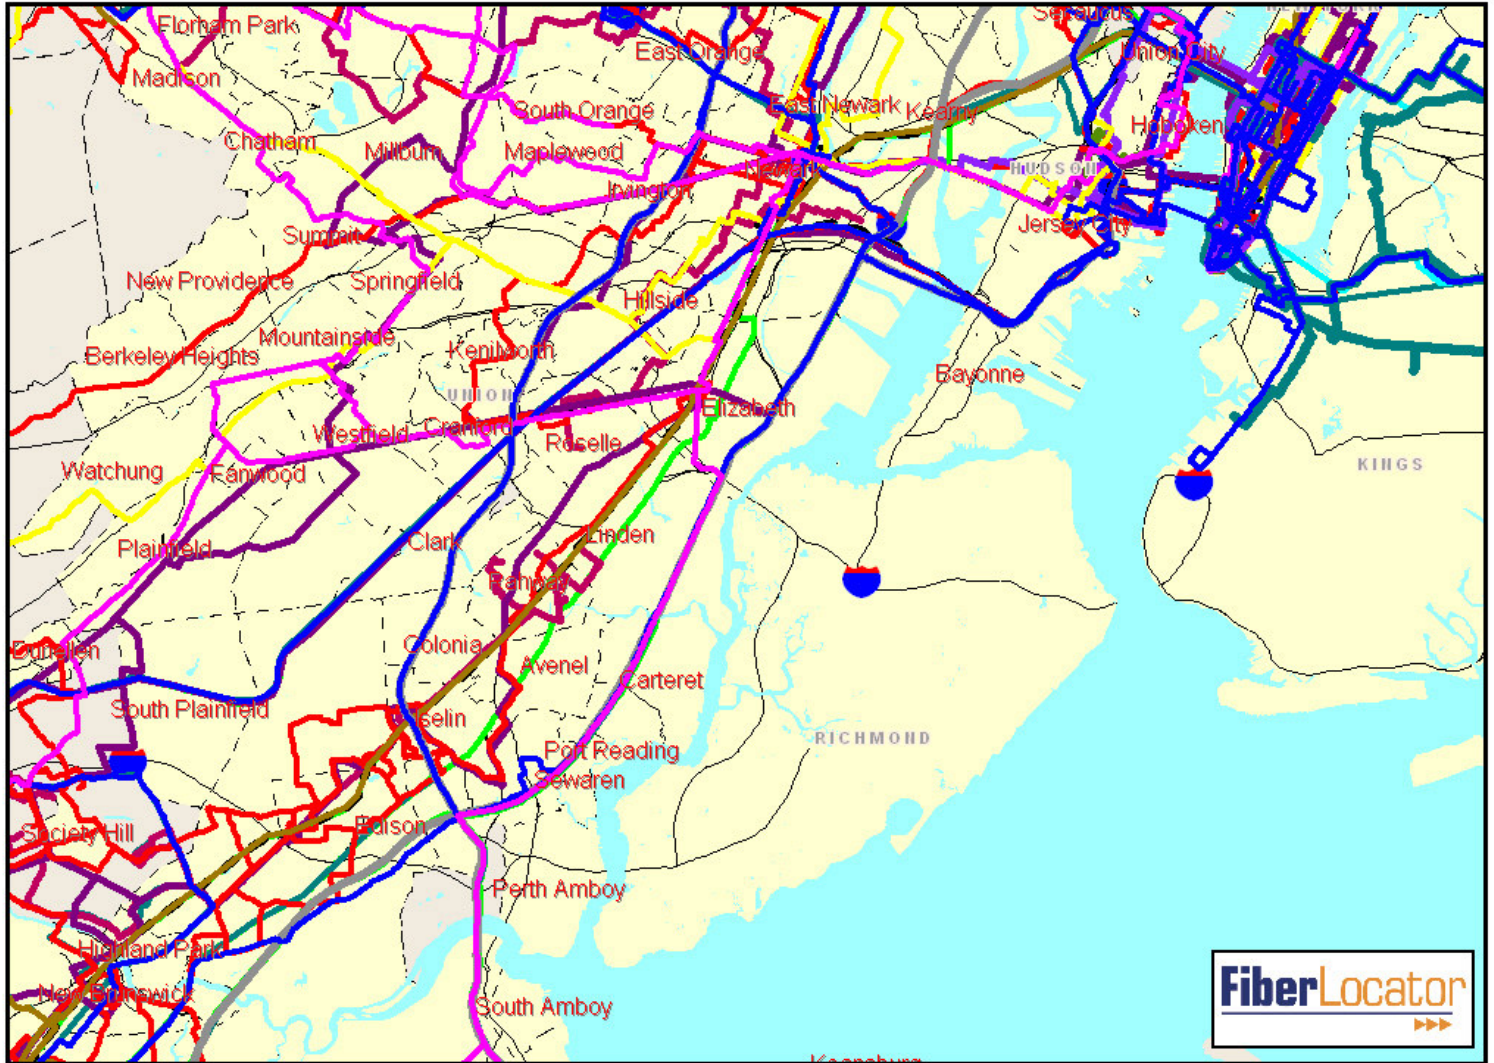 Florham Park
Secaucus
NEW YORK
Madison
East Orange
Union City
Chatham
South Orange
East Newark
Kearny
Hoboken
Millburn
Maplewood
Newark
HUDSON
Irvington
Jersey City
Summit
New Providence
Springfield
Hillside
Mountainside
Berkeley Heights
Kenilworth
Bayonne
UNION
Elizabeth
Westfield
Cranford
Roselle
Watchung
Fanwood
KINGS
Plainfield
Clark
Linden
Rahway
Dunellen
Colonia
Avenel
Carteret
South Plainfield
Iselin
RICHMOND
Port Reading
Sewaren
Society Hill
Edison
Perth Amboy
Highland Park
New Brunswick
South Amboy
Keansburg
FiberLocator